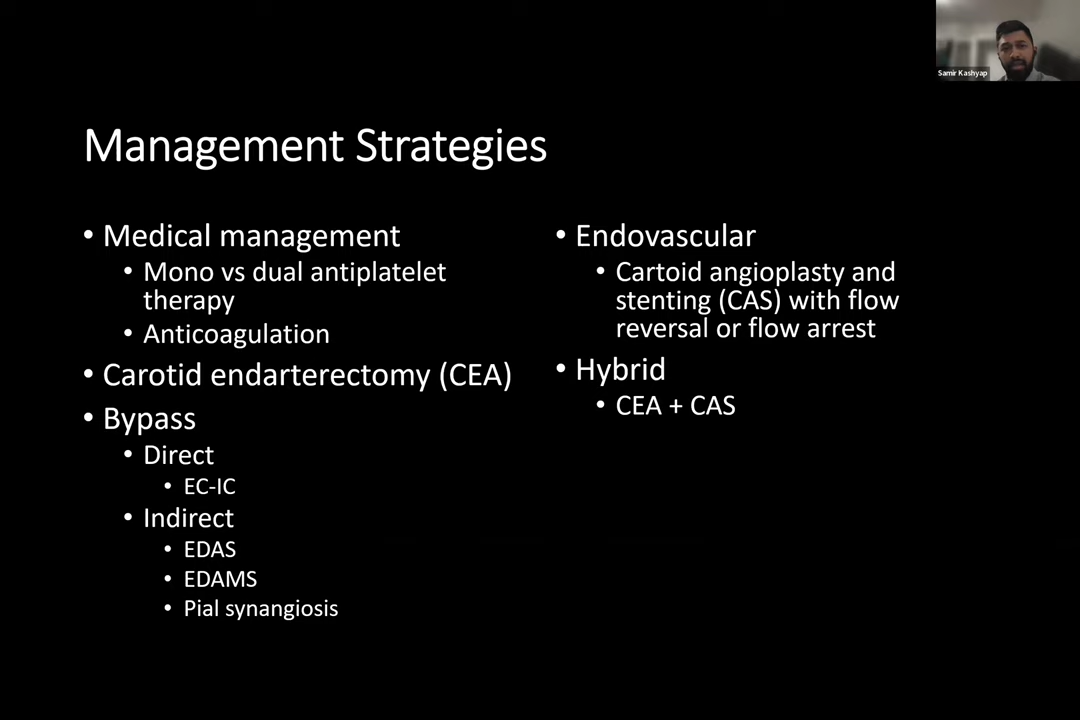 Samir Kashyap
Management Strategies
• Medical management
• Mono vs dual antiplatelet
therapy
• Anticoagulation
• Carotid endarterectomy (CEA)
• Bypass
• Direct
• EC-IC
• Indirect
• EDAS
• EDAMS
• Pial synangiosis
• Endovascular
• Cartoid angioplasty and
stenting (CAS) with flow
reversal or flow arrest
• Hybrid
• CEA + CAS